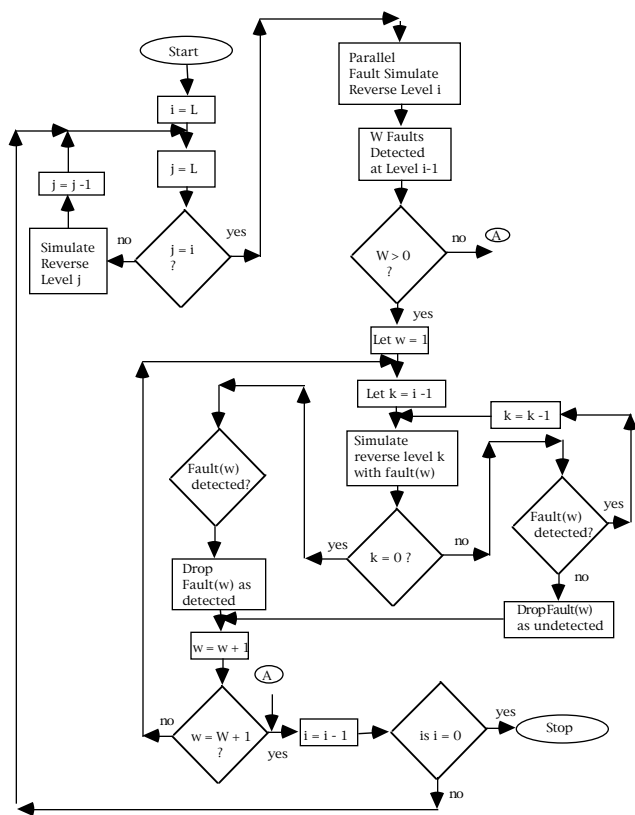 Start
i = L
j = L
j = j -1
Simulate
Reverse
Level j
no
j = i
?
yes
Parallel
Fault Simulate
Reverse Level i
W Faults
Detected
at Level i-1
W > 0
?
no
A
yes
Let w = 1
Let k = i -1
k = k -1
Simulate
reverse level k
with fault(w)
Fault(w)
detected?
yes
k = 0 ?
no
Fault(w)
detected?
yes
no
Drop
Fault(w) as
detected
DropFault(w)
as undetected
w = w + 1
A
no
w = W + 1
?
yes
i = i - 1
is i = 0
yes
Stop
no